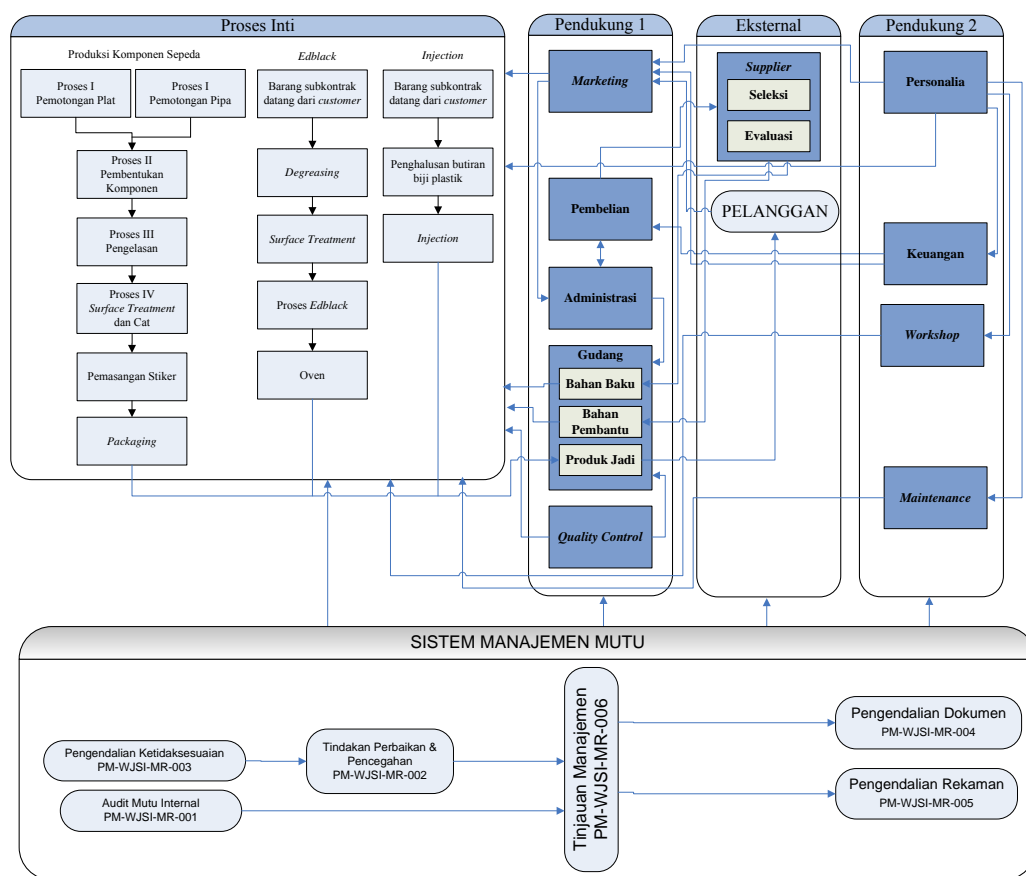 Proses Inti
Produksi Komponen Sepeda
Proses I
Pemotongan Plat
Proses I
Pemotongan Pipa
Proses II
Pembentukan
Komponen
Proses III
Pengelasan
Proses IV
Surface Treatment
dan Cat
Pemasangan Stiker
Packaging
Edblack
Barang subkontrak
datang dari customer
Degreasing
Surface Treatment
Proses Edblack
Oven
Injection
Barang subkontrak
datang dari customer
Penghalusan butiran
biji plastik
Injection
Pendukung 1
Marketing
Pembelian
Administrasi
Gudang
Bahan Baku
Bahan
Pembantu
Produk Jadi
Quality Control
Eksternal
Supplier
Seleksi
Evaluasi
PELANGGAN
Pendukung 2
Personalia
Keuangan
Workshop
Maintenance
SISTEM MANAJEMEN MUTU
Pengendalian Ketidaksesuaian
PM-WJSI-MR-003
Audit Mutu Internal
PM-WJSI-MR-001
Tindakan Perbaikan &
Pencegahan
PM-WJSI-MR-002
Tinjauan Manajemen
PM-WJSI-MR-006
Pengendalian Dokumen
PM-WJSI-MR-004
Pengendalian Rekaman
PM-WJSI-MR-005